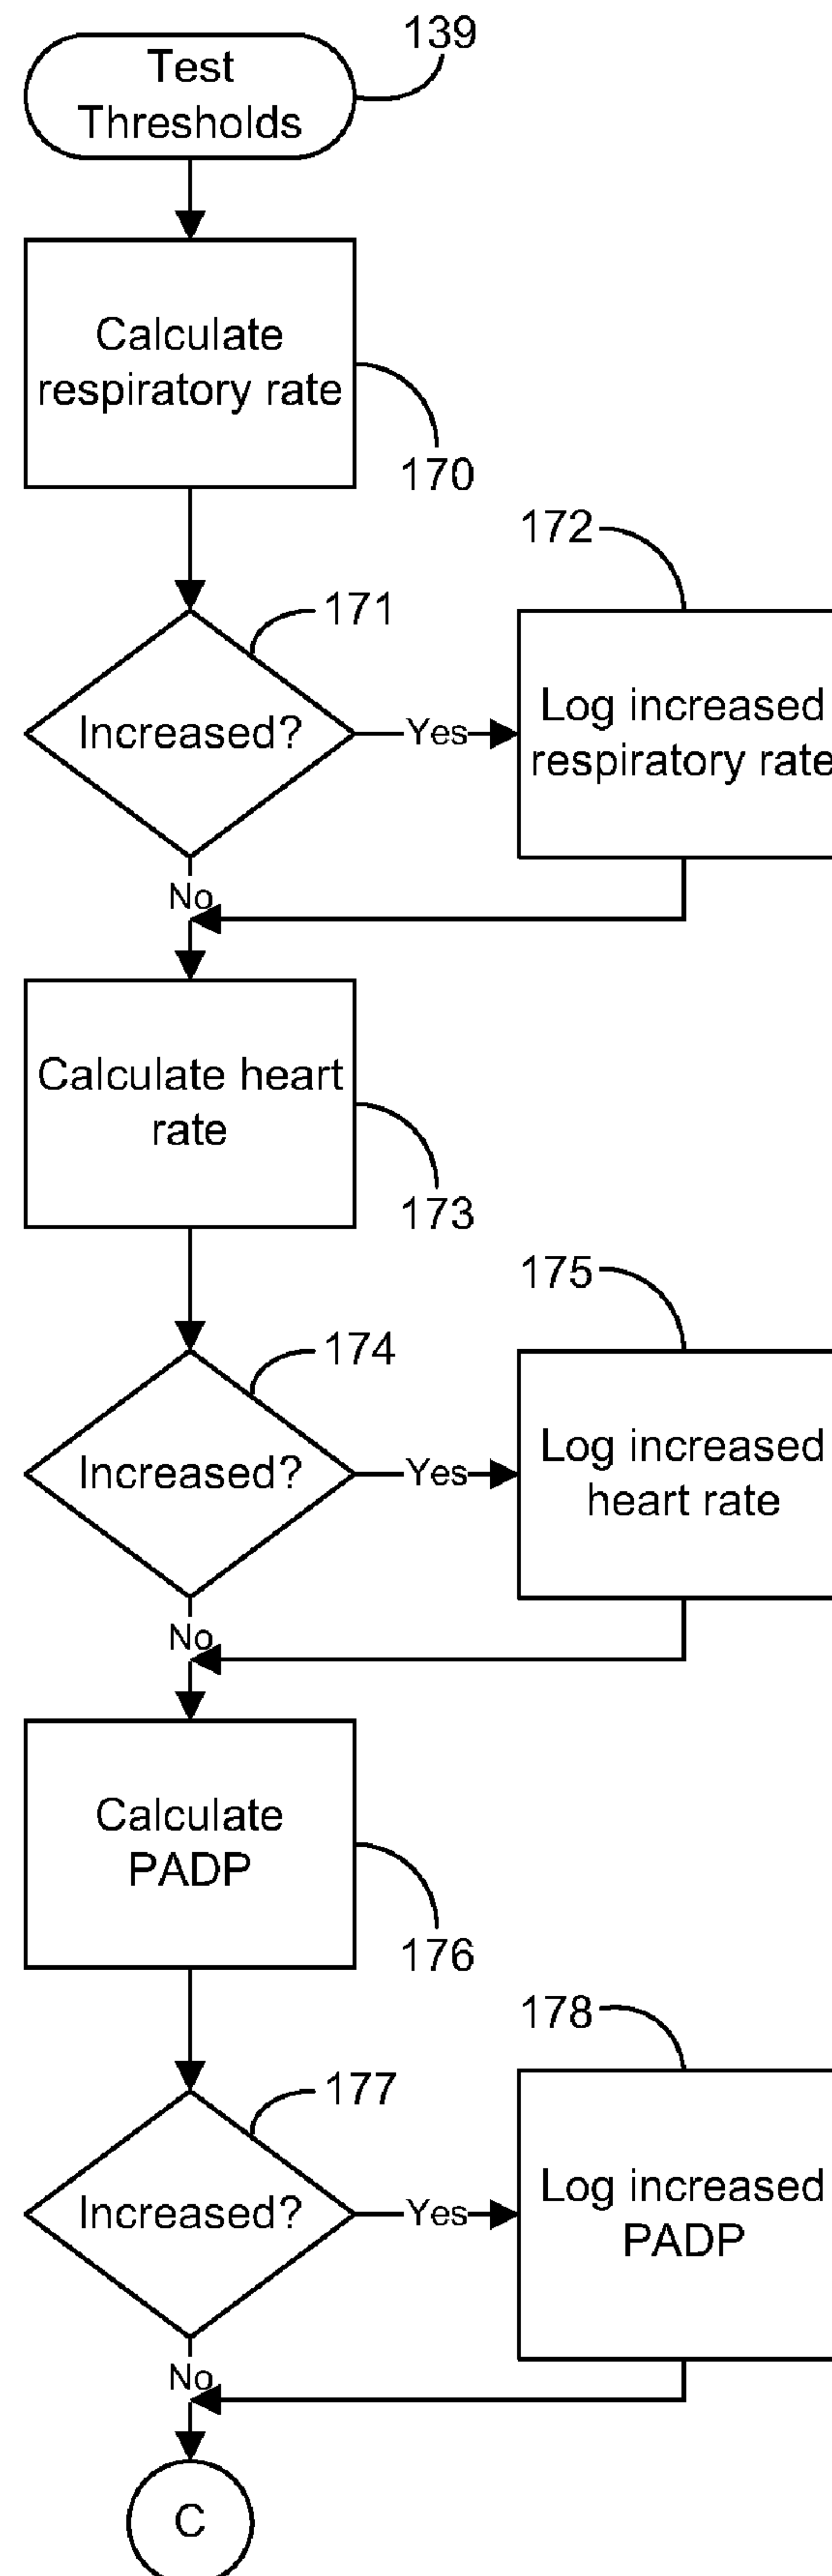 139
Test
Thresholds
Calculate
respiratory rate
170
172
171
Increased?
Yes
Log increased
respiratory rate
No
Calculate heart
rate
173
175
174
Increased?
Yes
Log increased
heart rate
No
Calculate
PADP
176
178
177
Increased?
Yes
Log increased
PADP
No
C